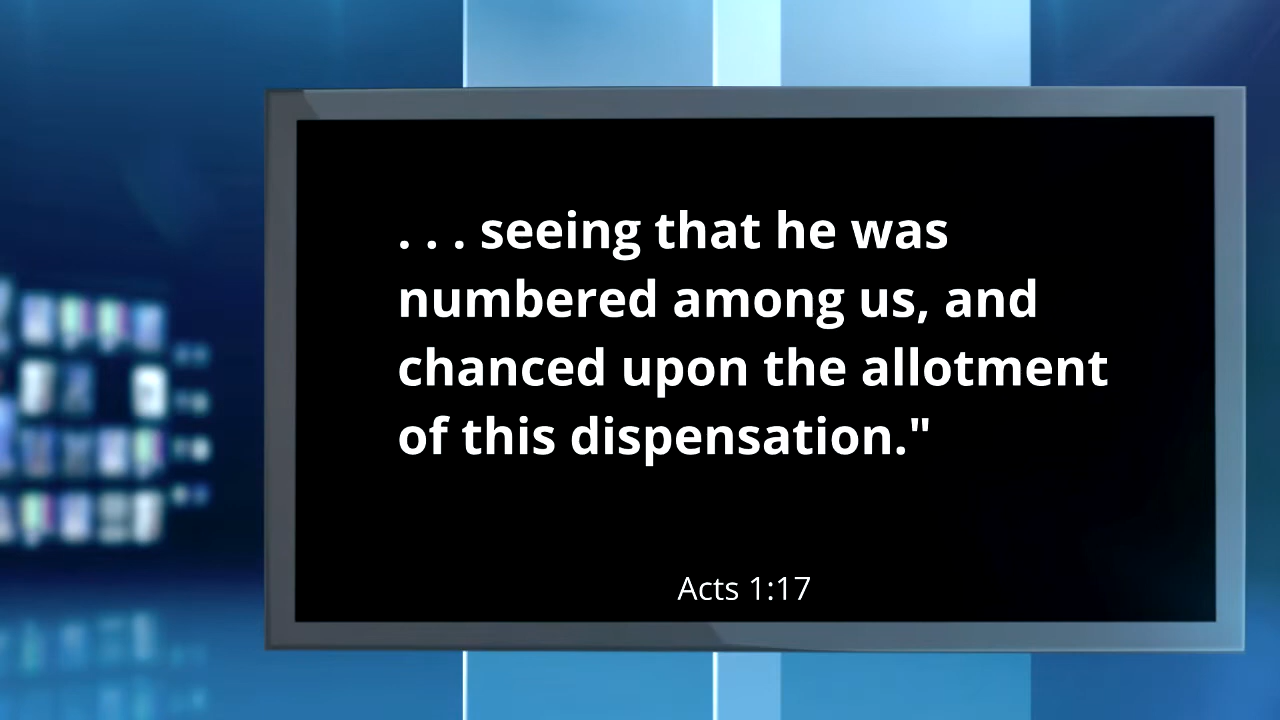 . . . seeing that he was
numbered among us, and
chanced upon the allotment
of this dispensation."
Acts 1:17